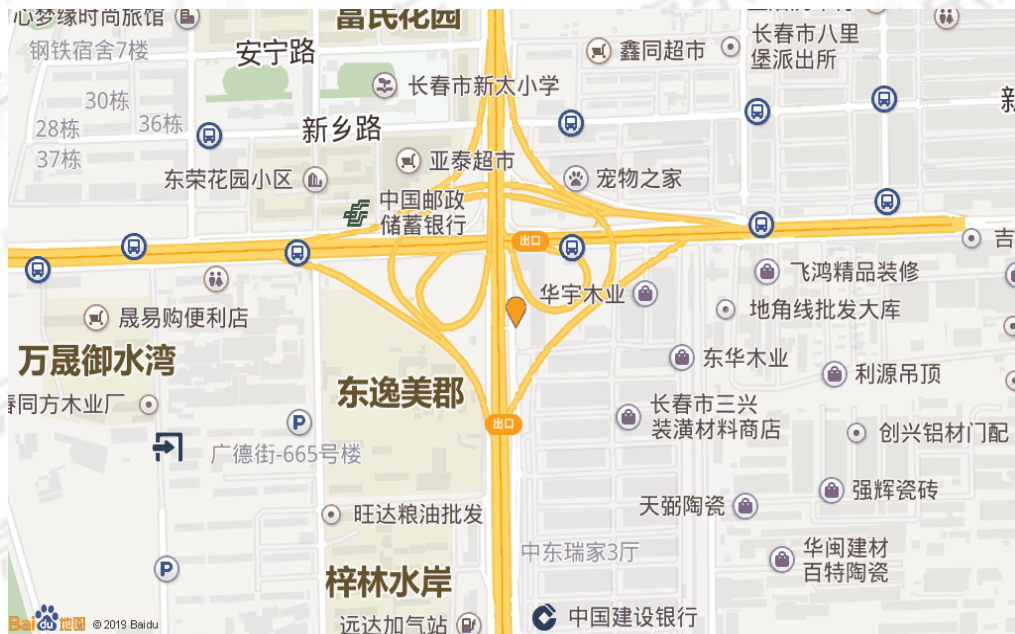 心梦缘时尚旅馆
富民花园
钢铁宿舍7楼
安宁路
鑫同超市
长春市八里
堡派出所
长春市新太小学
30栋
28栋
36栋
37栋
新乡路
新
亚泰超市
东荣花园小区
宠物之家
中国邮政
储蓄银行
出口
吉
飞鸿精品装修
华宇木业
地角线批发大库
晟易购便利店
万晟御水湾
东华木业
利源吊顶
东逸美郡
春同方木业厂
P
长春市三兴
装潢材料商店
出口
创兴铝材门配
广德街-665号楼
强辉瓷砖
天弼陶瓷
旺达粮油批发
中东瑞家3厅
华闽建材
百特陶瓷
P
梓林水岸
远达加气站
中国建设银行
Baidu地图 © 2019 Baidu